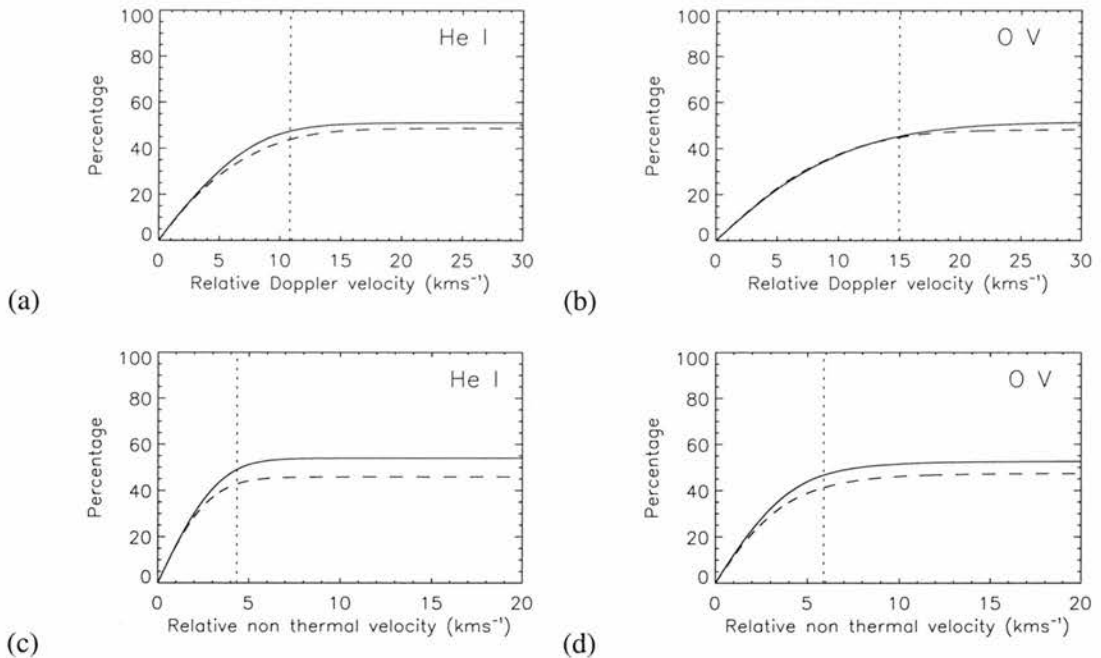 100
80
60
40
20
0
Percentage
He I
0 5 10 15 20 25 30
Relative Doppler velocity (kms⁻¹)
(a)
100
80
60
40
20
0
Percentage
O V
0 5 10 15 20 25 30
Relative Doppler velocity (kms⁻¹)
(b)
100
80
60
40
20
0
Percentage
He I
0 5 10 15 20
Relative non thermal velocity (kms⁻¹)
(c)
100
80
60
40
20
0
Percentage
O V
0 5 10 15 20
Relative non thermal velocity (kms⁻¹)
(d)